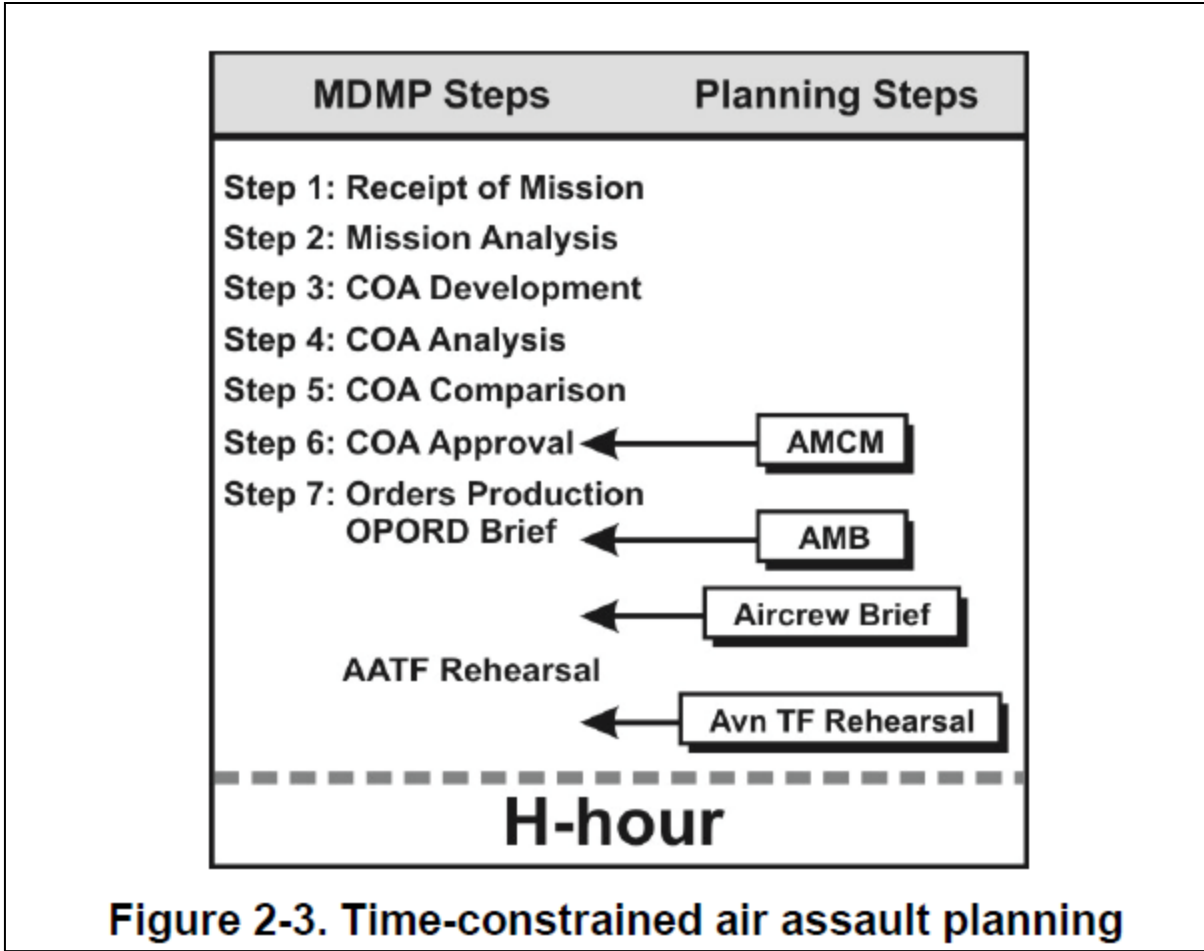 MDMP Steps Planning Steps
Step 1: Receipt of Mission
Step 2: Mission Analysis
Step 3: COA Development
Step 4: COA Analysis
Step 5: COA Comparison
Step 6: COA Approval AMCM
Step 7: Orders Production
OPORD Brief AMB
Aircrew Brief
AATF Rehearsal
Avn TF Rehearsal
H-hour
Figure 2-3. Time-constrained air assault planning